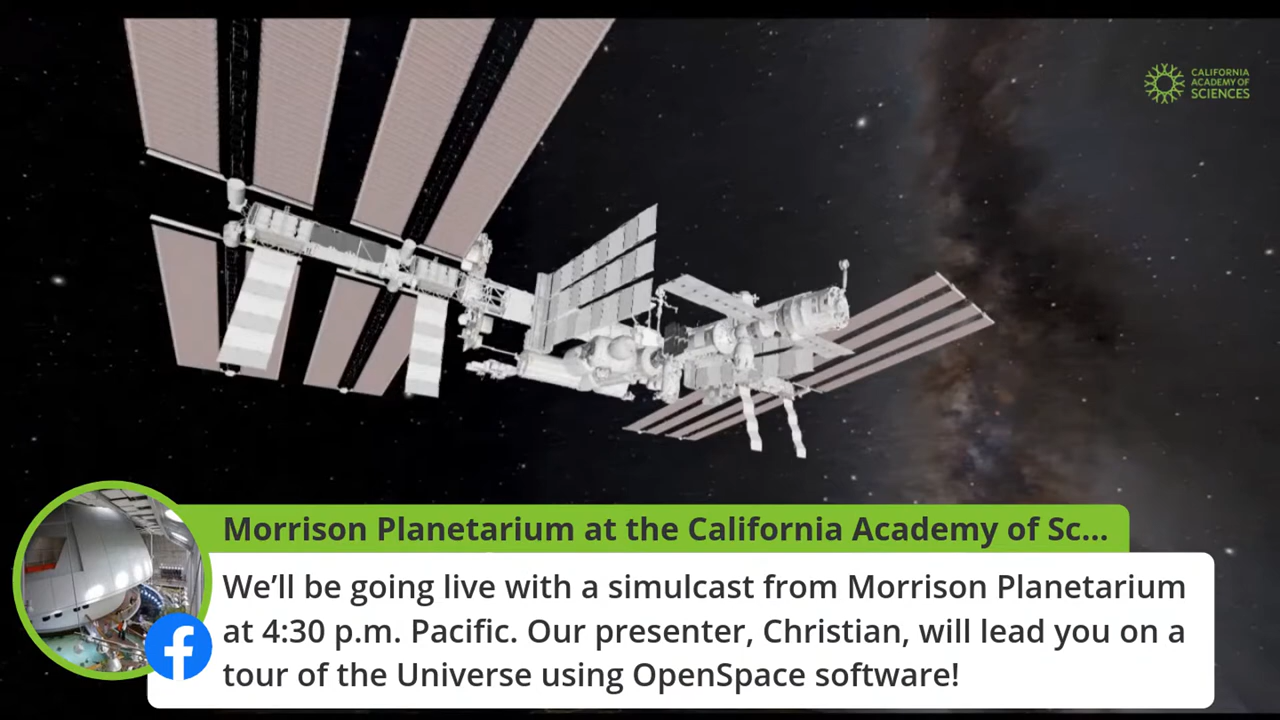 CALIFORNIA
ACADEMY OF
SCIENCES
Morrison Planetarium at the California Academy of Sc...
We’ll be going live with a simulcast from Morrison Planetarium
at 4:30 p.m. Pacific. Our presenter, Christian, will lead you on a
tour of the Universe using OpenSpace software!